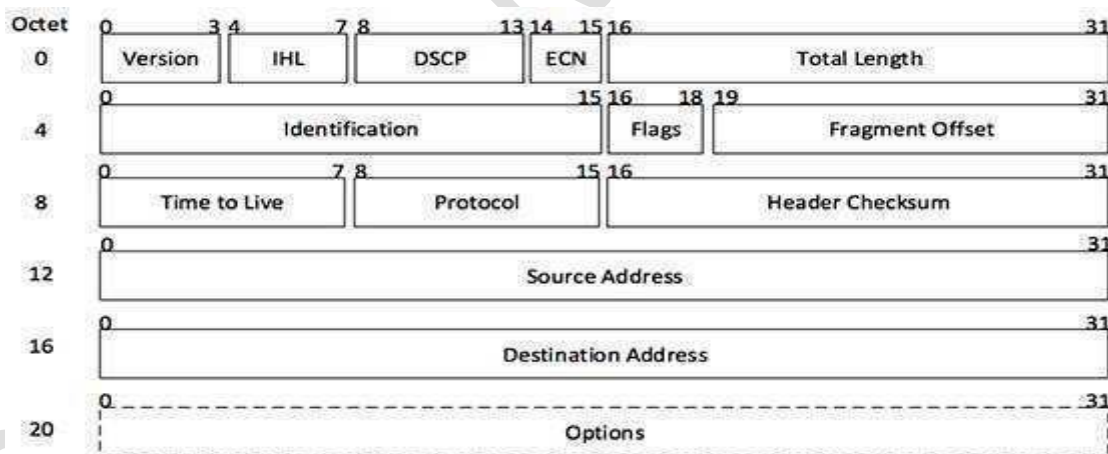 Octet 0 3 4 7 8 13 14 15 16 31
0 Version IHL DSCP ECN Total Length
0 15 16 18 19 31
4 Identification Flags Fragment Offset
0 7 8 15 16 31
8 Time to Live Protocol Header Checksum
0 31
12 Source Address
0 31
16 Destination Address
0 31
20 Options